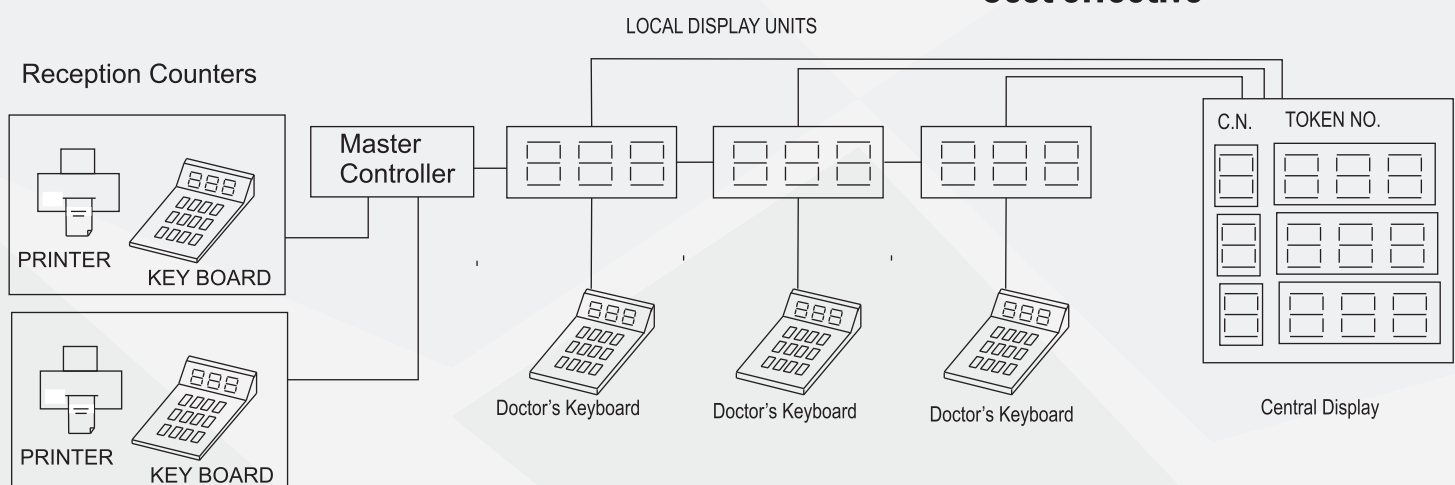 LOCAL DISPLAY UNITS
Reception Counters
Master
Controller
C.N. TOKEN NO.
PRINTER
KEY BOARD
Doctor's Keyboard
Doctor's Keyboard
Doctor's Keyboard
Central Display
PRINTER
KEY BOARD